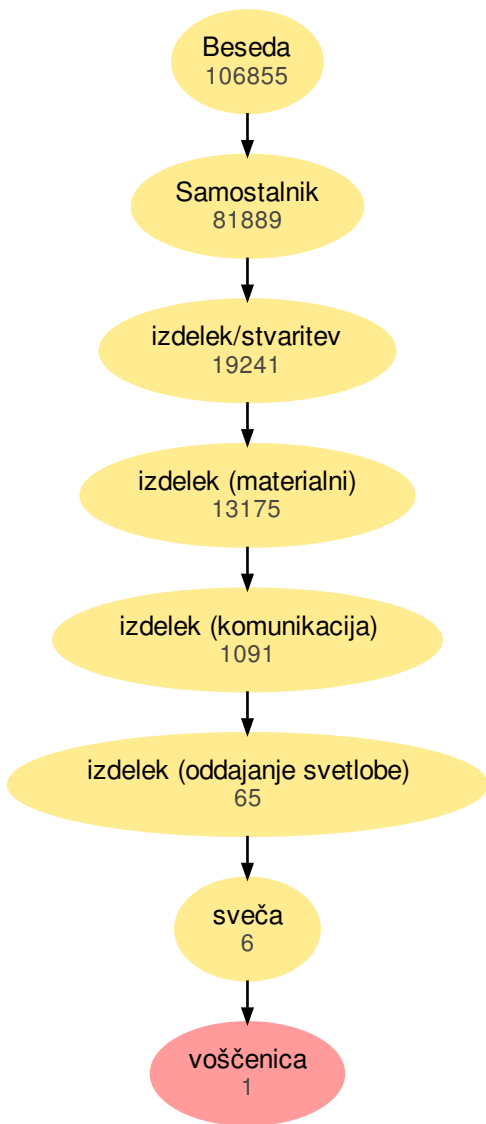 Beseda
106855
Samostalnik
81889
izdelek/stvaritev
19241
izdelek (materialni)
13175
izdelek (komunikacija)
1091
izdelek (oddajanje svetlobe)
65
sveča
6
voščenica
1